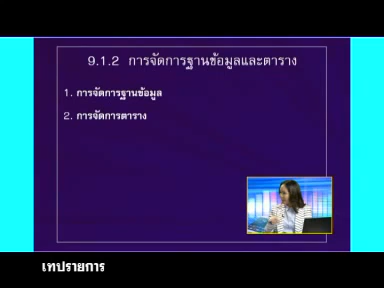 9.1.2 การจัดการฐานข้อมูลและตาราง
1. การจัดการฐานข้อมูล
2. การจัดการตาราง
เทปรายการ